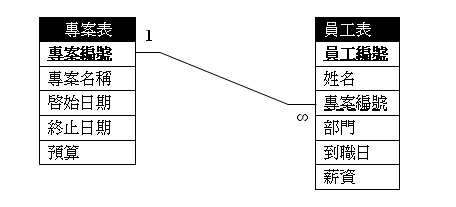 專案表
專案編號
專案名稱
啓始日期
終止日期
預算
1
∞
員工表
員工編號
姓名
專案編號
部門
到職日
薪資